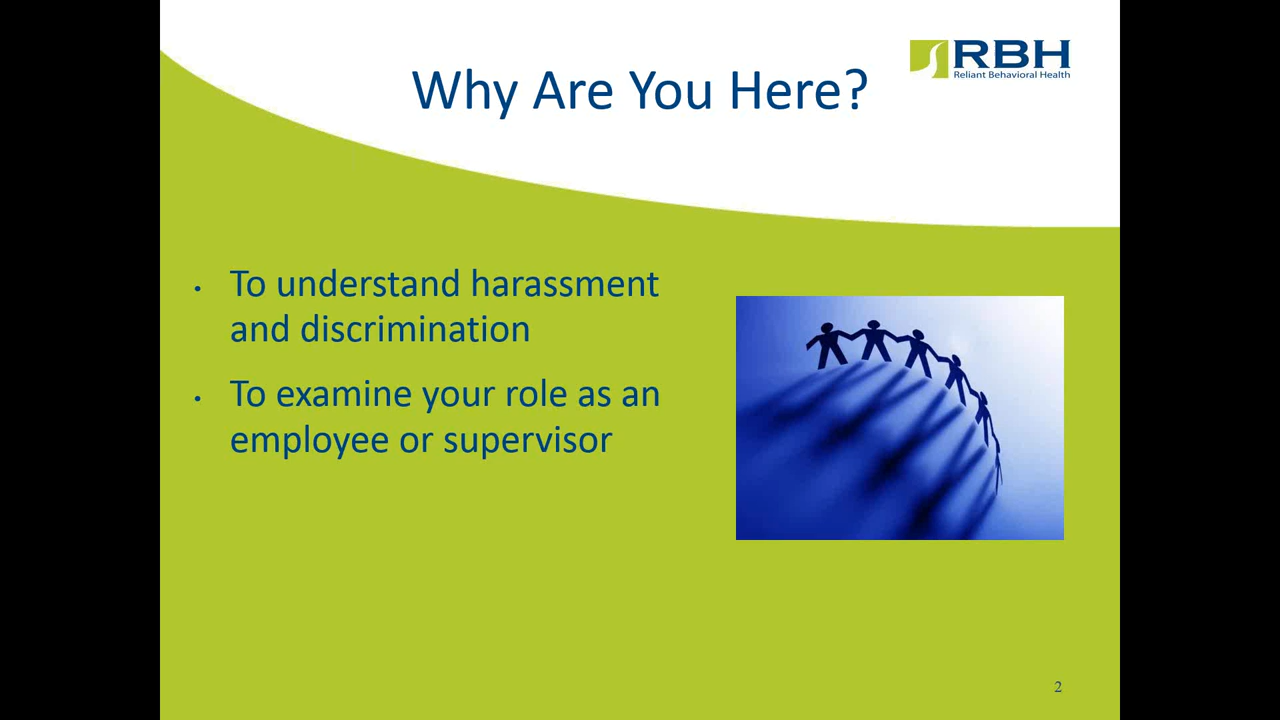 RBH
Reliant Behavioral Health
Why Are You Here?
• To understand harassment
and discrimination
• To examine your role as an
employee or supervisor
2